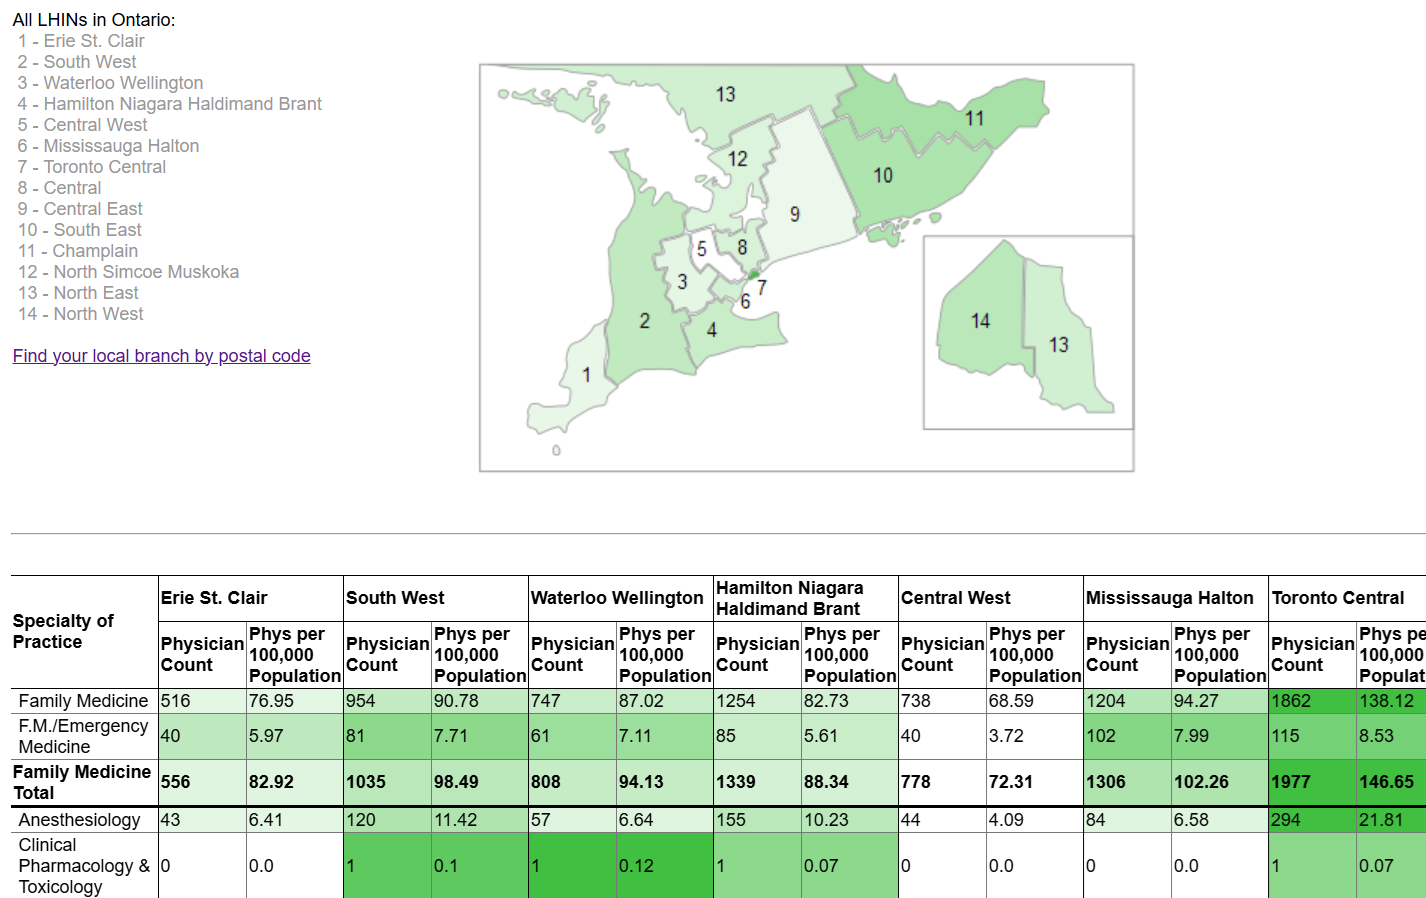 All LHINs in Ontario:
1 - Erie St. Clair
2 - South West
3 - Waterloo Wellington
4 - Hamilton Niagara Haldimand Brant
5 - Central West
6 - Mississauga Halton
7 - Toronto Central
8 - Central
9 - Central East
10 - South East
11 - Champlain
12 - North Simcoe Muskoka
13 - North East
14 - North West
Find your local branch by postal code
13
11
12
10
9
5
8
3
7
6
2
4
1
14
13
Specialty of Practice
Erie St. Clair
South West
Waterloo Wellington
Hamilton Niagara Haldimand Brant
Central West
Mississauga Halton
Toronto Central
Physician Count
Phys per 100,000 Population
Physician Count
Phys per 100,000 Population
Physician Count
Phys per 100,000 Population
Physician Count
Phys per 100,000 Population
Physician Count
Phys per 100,000 Population
Physician Count
Phys per 100,000 Population
Physician Count
Phys pe 100,000 Populat
Family Medicine 516 76.95 954 90.78 747 87.02 1254 82.73 738 68.59 1204 94.27 1862 138.12
F.M./Emergency Medicine 40 5.97 81 7.71 61 7.11 85 5.61 40 3.72 102 7.99 115 8.53
Family Medicine Total 556 82.92 1035 98.49 808 94.13 1339 88.34 778 72.31 1306 102.26 1977 146.65
Anesthesiology 43 6.41 120 11.42 57 6.64 155 10.23 44 4.09 84 6.58 294 21.81
Clinical Pharmacology & Toxicology 0 0.0 1 0.1 1 0.12 1 0.07 0 0.0 0 0.0 1 0.07